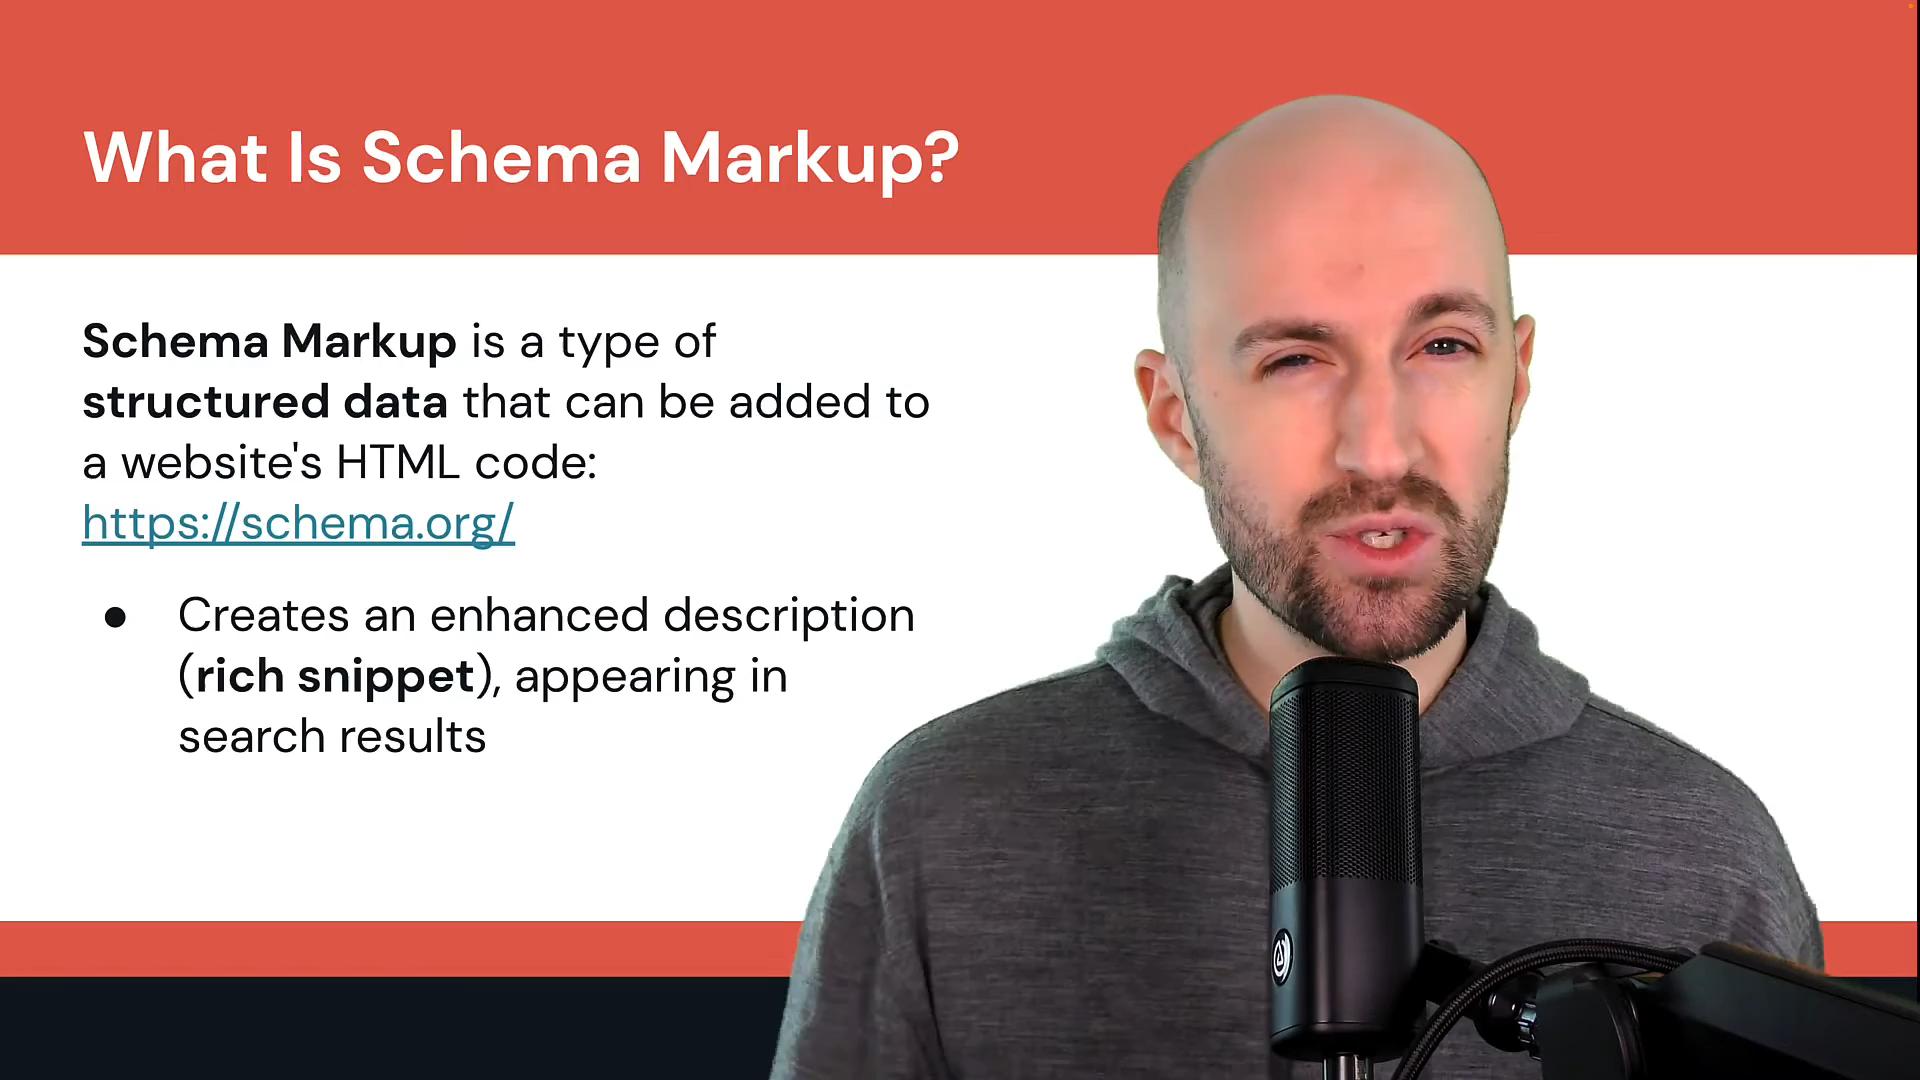 What Is Schema Markup?
Schema Markup is a type of
structured data that can be added to
a website's HTML code:
https://schema.org/
● Creates an enhanced description
(rich snippet), appearing in
search results